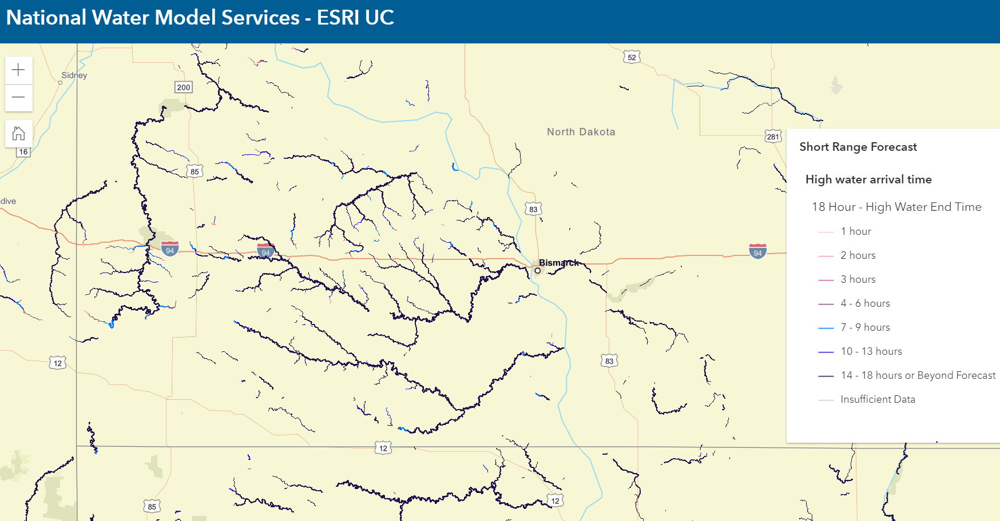 National Water Model Services - ESRI UC
52
Sidney
200
North Dakota
281
16
Short Range Forecast
85
High water arrival time
dive
18 Hour - High Water End Time
83
1 hour
94
94
94
2 hours
Bismarck
3 hours
4 - 6 hours
7 - 9 hours
10 - 13 hours
12
83
14 - 18 hours or Beyond Forecast
Insufficient Data
12
12
85